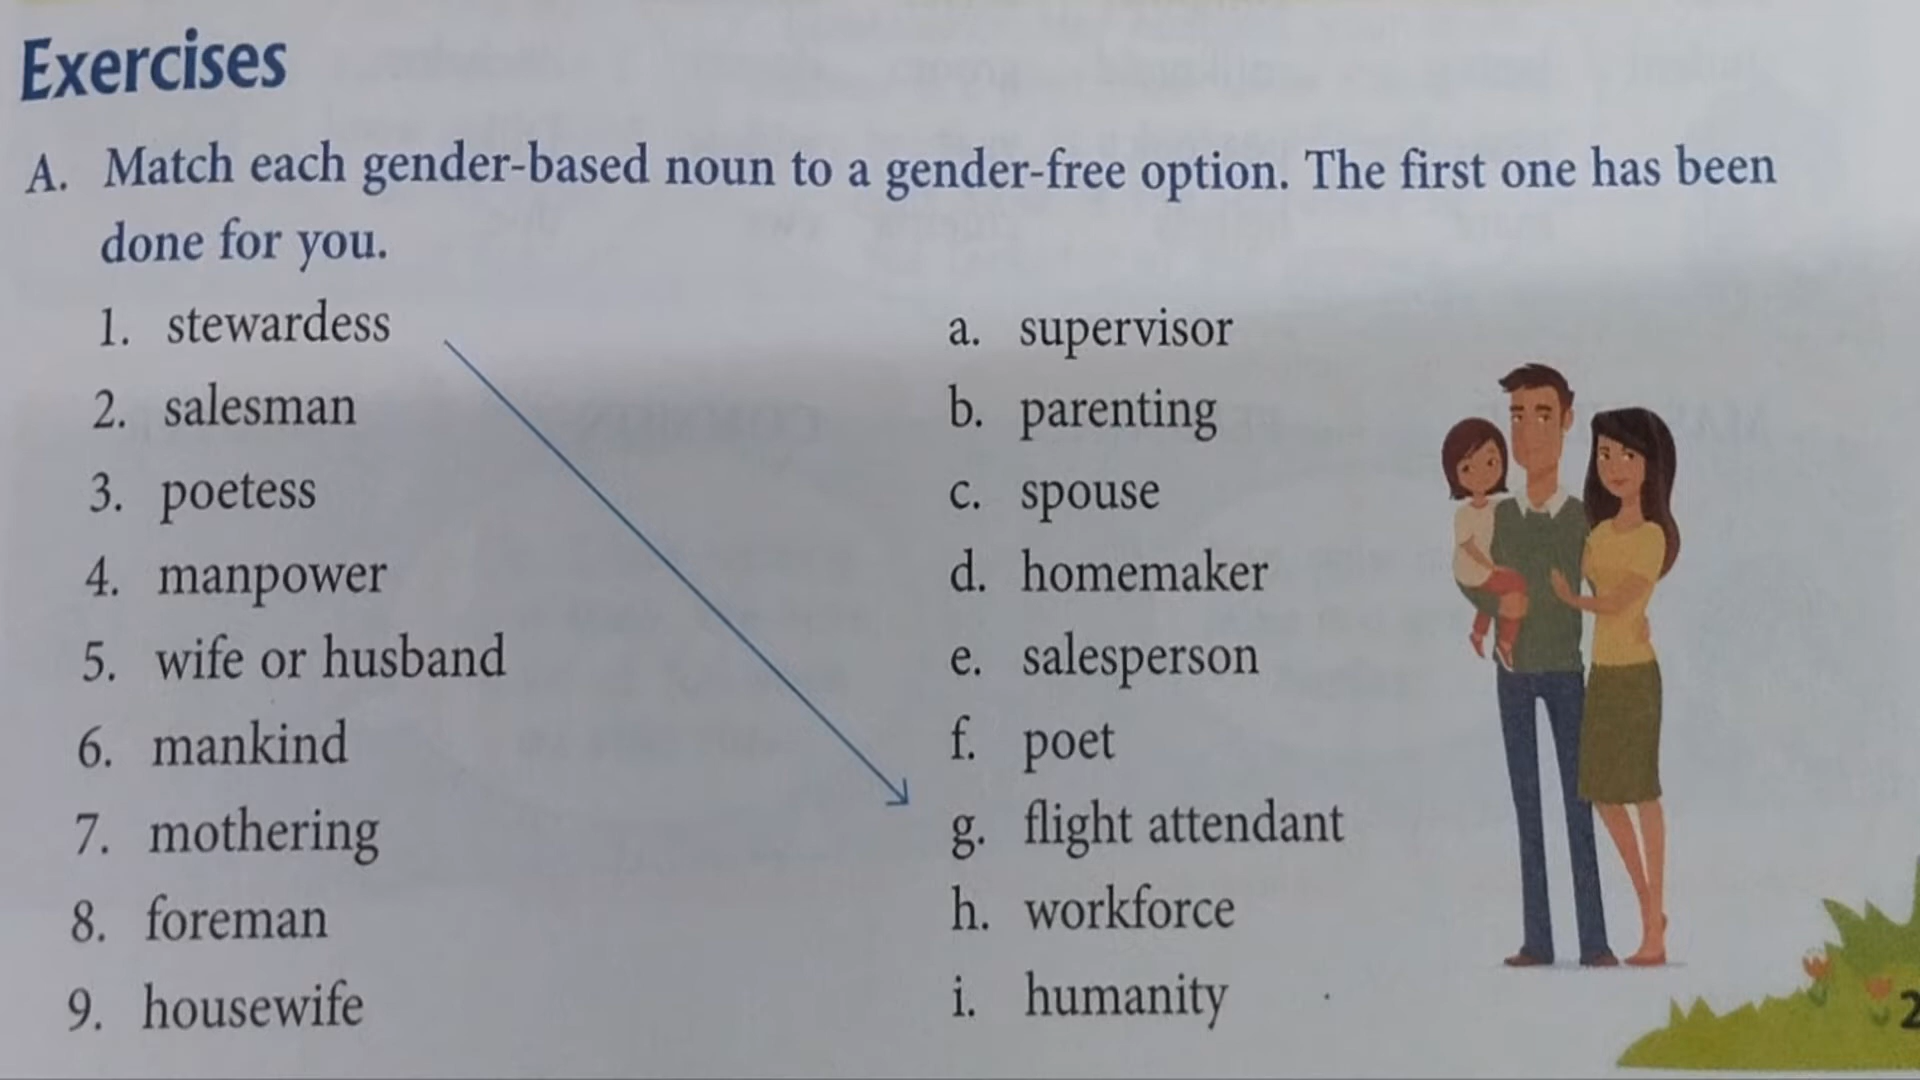 Exercises
A. Match each gender-based noun to a gender-free option. The first one has been
done for you.
1. stewardess a. supervisor
2. salesman b. parenting
3. poetess c. spouse
4. manpower d. homemaker
5. wife or husband e. salesperson
6. mankind f. poet
7. mothering g. flight attendant
8. foreman h. workforce
9. housewife i. humanity
2